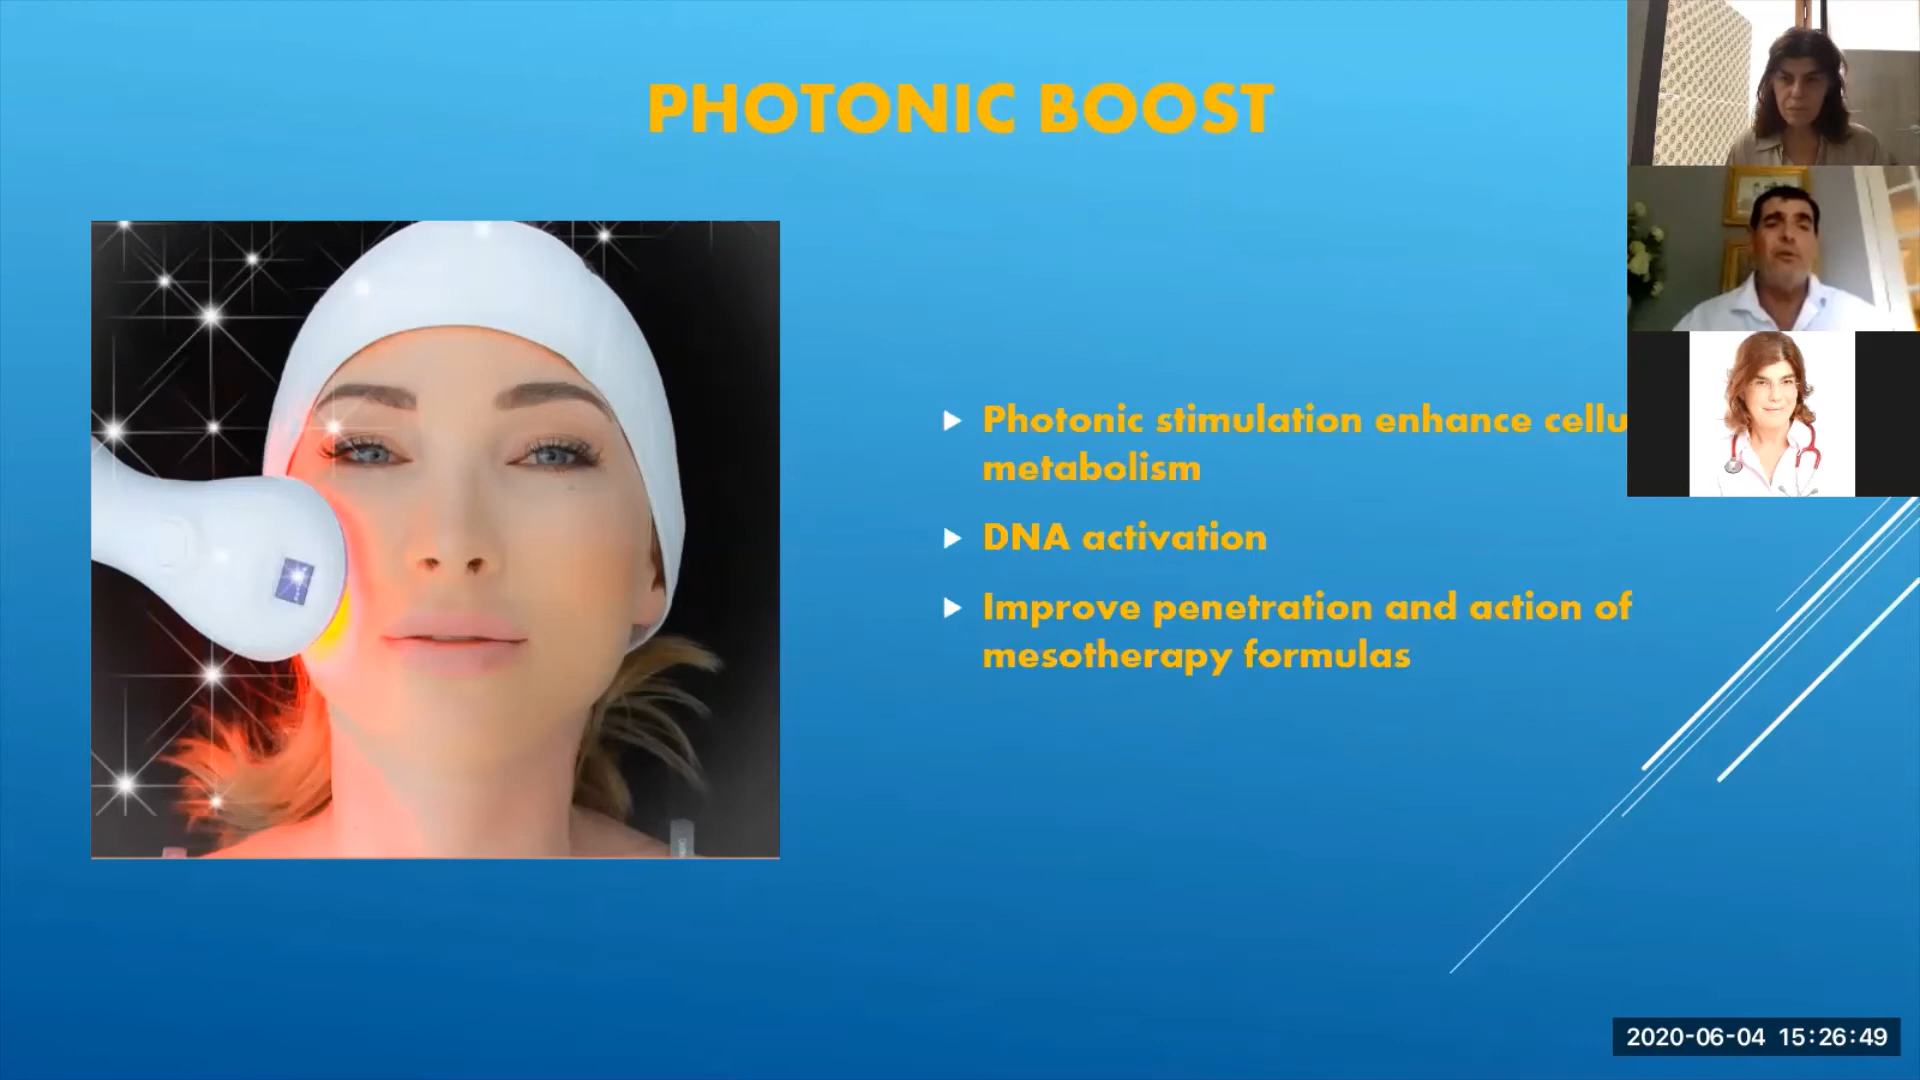 PHOTONIC BOOST
Photonic stimulation enhance cellu
metabolism
DNA activation
Improve penetration and action of
mesotherapy formulas
2020-06-04 15:26:49